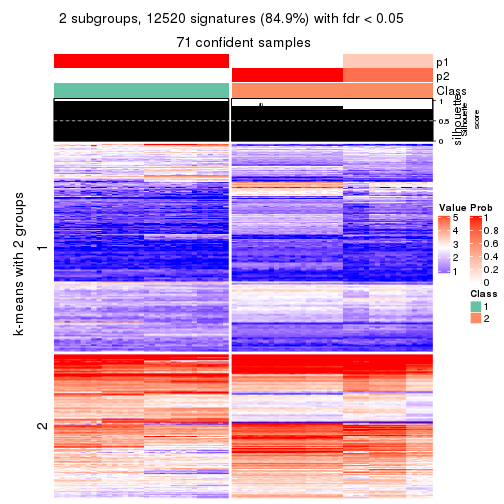 2 subgroups, 12520 signatures (84.9%) with fdr < 0.05
71 confident samples
p1
p2
Class
1
0.5
0
silhouette
Silhouette
score
k-means with 2 groups
1
2
Value
5
4
3
2
1
Prob
1
0.8
0.6
0.4
0.2
0
Class
1
2